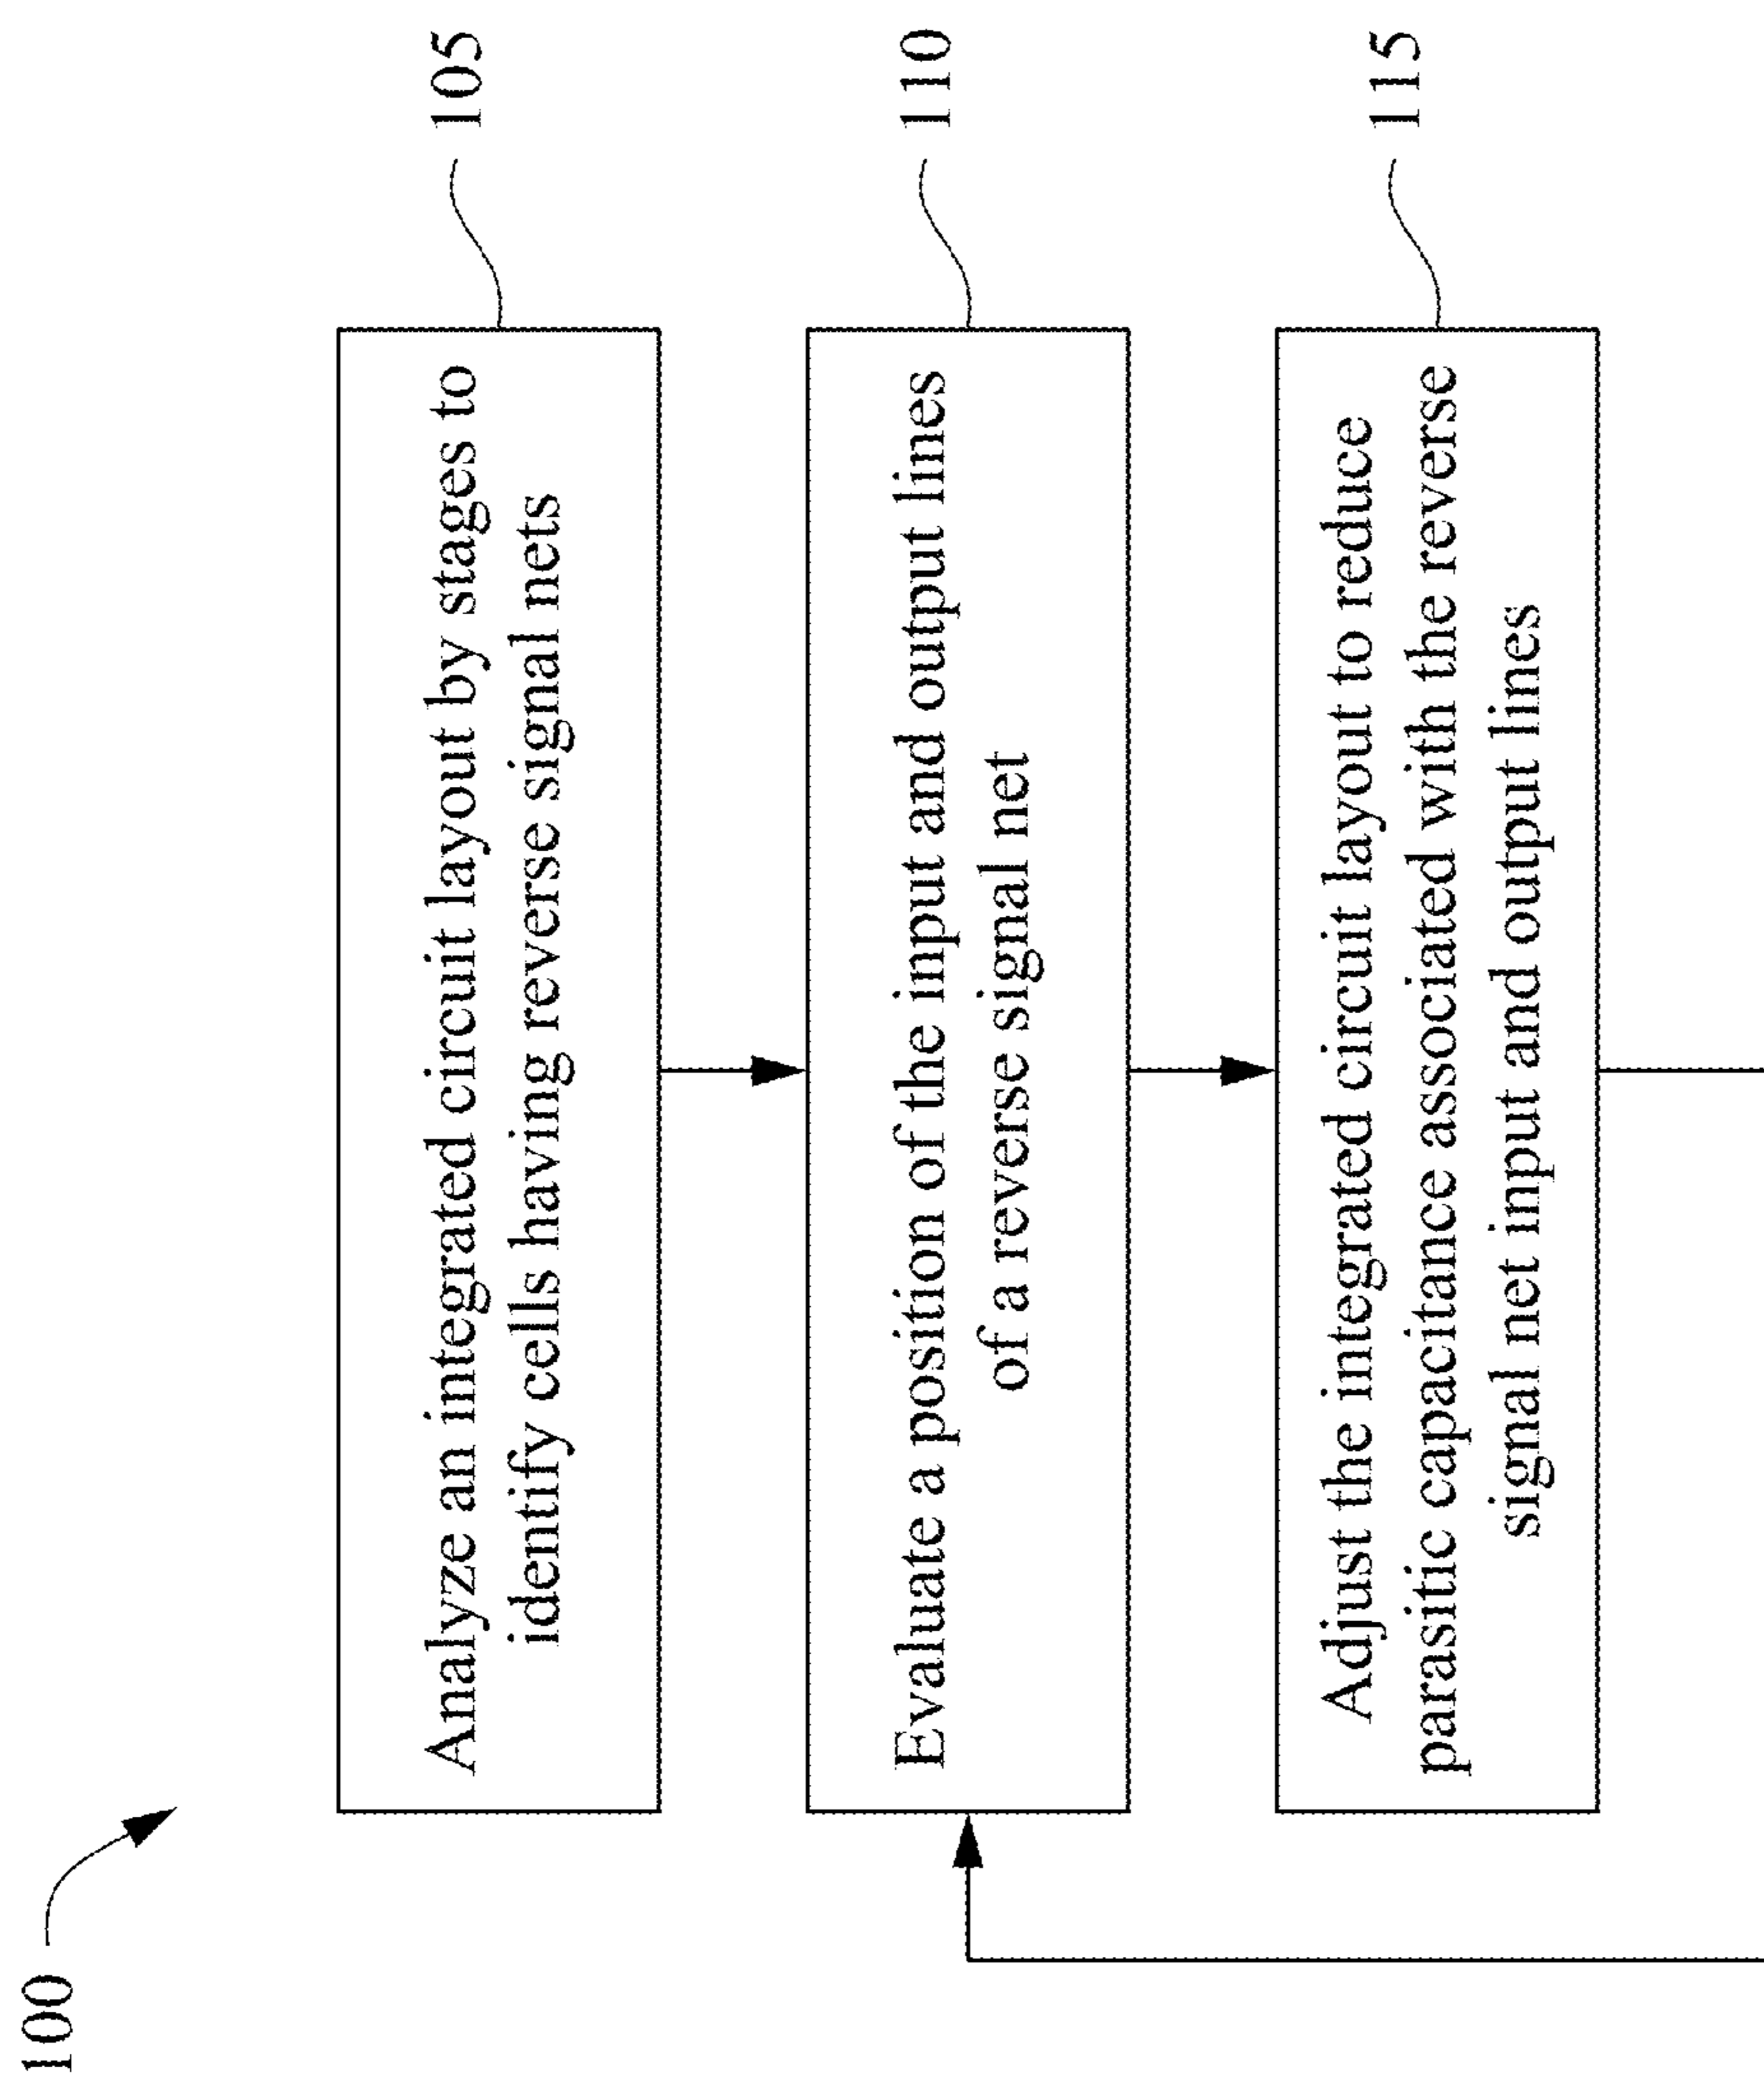 100
Analyze an integrated circuit layout by stages to
identify cells having reverse signal nets
105
Evaluate a position of the input and output lines
of a reverse signal net
110
Adjust the integrated circuit layout to reduce
parasitic capacitance associated with the reverse
signal net input and output lines
115